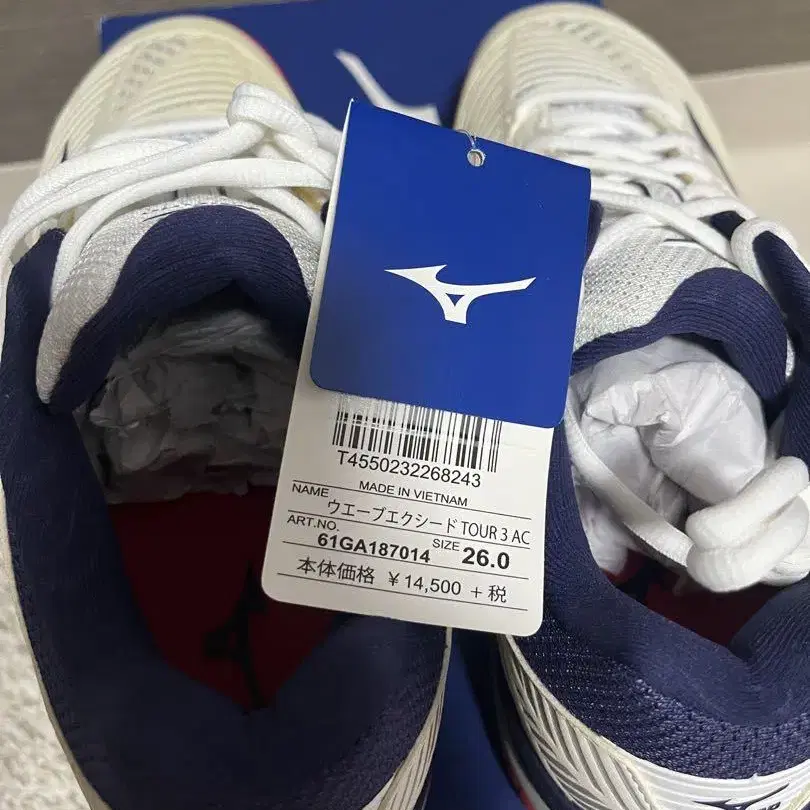 T4550232268243
MADE IN VIETNAM
NAME ウエーブエクシード TOUR 3 AC
ART.NO. 61GA187014 SIZE 26.0
本体価格 ¥14,500 +税